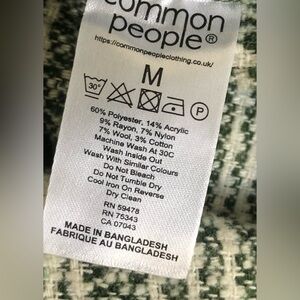 common
people®
https://commonpeopleclothing.co.uk/
M
30°
P
60% Polyester, 14% Acrylic
9% Rayon, 7% Nylon
7% Wool, 3% Cotton
Machine Wash At 30C
Wash Inside Out
Wash With Similar Colours
Do Not Bleach
Do Not Tumble Dry
Cool Iron On Reverse
Dry Clean
RN 59478
RN 75343
CA 07043
MADE IN BANGLADESH
FABRIQUE AU BANGLADESH